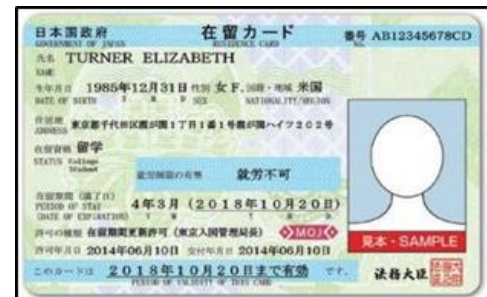 日本国政府 在留カード 番号 AB12345678CD
GOVERNMENT OF JAPAN RESIDENCE CARD NO.
氏名 TURNER ELIZABETH
NAME
生年月日 1985年12月31日 性別 女 F. 国籍・地域 米国
DATE OF BIRTH Y M D SEX NATIONALITY/REGION
住居地 東京都千代田区霞が関1丁目1番1号霞が関ハイツ202号
ADDRESS
在留資格 留学
STATUS College Student
就労制限の有無 就労不可
在留期間(満了日) 4年3月(2018年10月20日)
PERIOD OF STAY (DATE OF EXPIRATION) Y M Y M D
許可の種類 在留期間更新許可(東京入国管理局長) MOJ
許可年月日 2014年06月10日 交付年月日 2014年06月10日
見本・SAMPLE
このカードは 2018年10月20日まで有効 です。
PERIOD OF VALIDITY OF THIS CARD
法務大臣